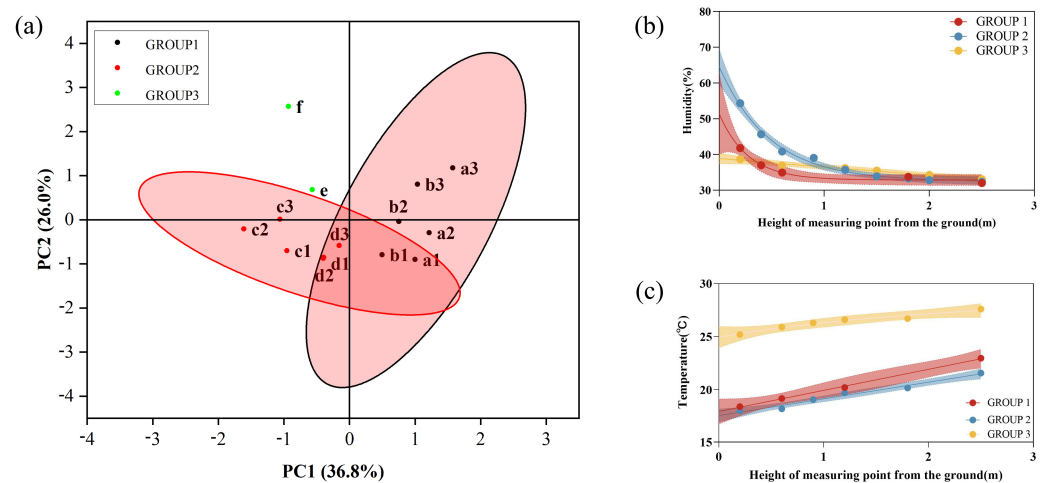 (a)
GROUP1
GROUP2
GROUP3
4
3
2
1
0
-1
-2
-3
-4
PC2 (26.0%)
f
e
a3
b3
b2
a2
b1
a1
c3
c2
c1
d3
d1
d2
-4
-3
-2
-1
0
1
2
3
PC1 (36.8%)
(b)
80
70
60
50
40
30
Humidity(%)
GROUP 1
GROUP 2
GROUP 3
0
1
2
3
Height of measuring point from the ground(m)
(c)
30
25
20
15
Temperature(℃)
GROUP 1
GROUP 2
GROUP 3
0
1
2
3
Height of measuring point from the ground(m)